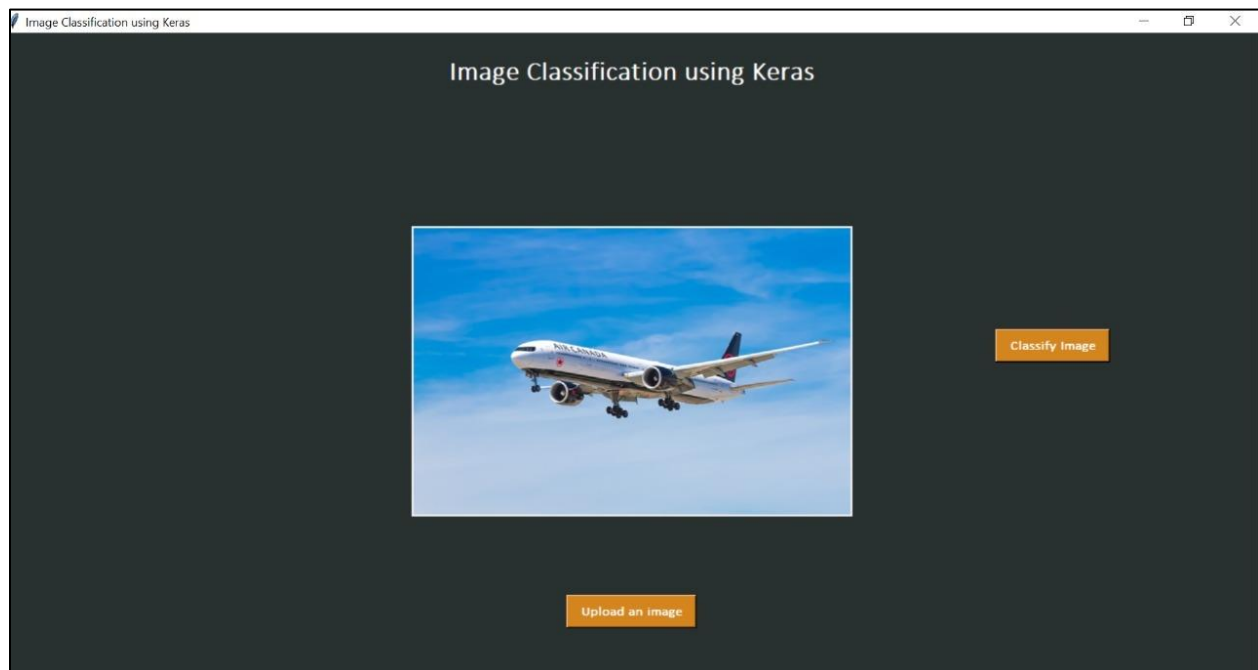 Image Classification using Keras
Image Classification using Keras
AIR CANADA
Classify Image
Upload an image